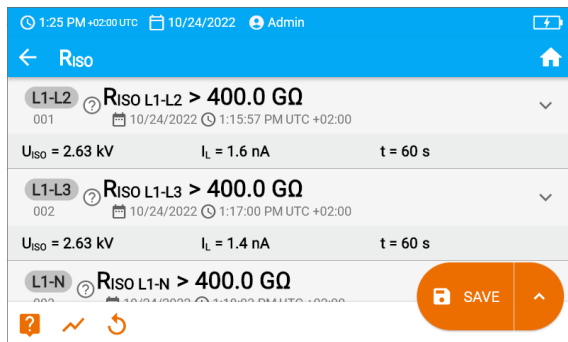 1:25 PM +02:00 UTC 10/24/2022 Admin
RISO
L1-L2 RISO L1-L2 > 400.0 GΩ
001 10/24/2022 1:15:57 PM UTC +02:00
UISO = 2.63 kV IL = 1.6 nA t = 60 s
L1-L3 RISO L1-L3 > 400.0 GΩ
002 10/24/2022 1:17:00 PM UTC +02:00
UISO = 2.63 kV IL = 1.4 nA t = 60 s
L1-N RISO L1-N > 400.0 GΩ
SAVE